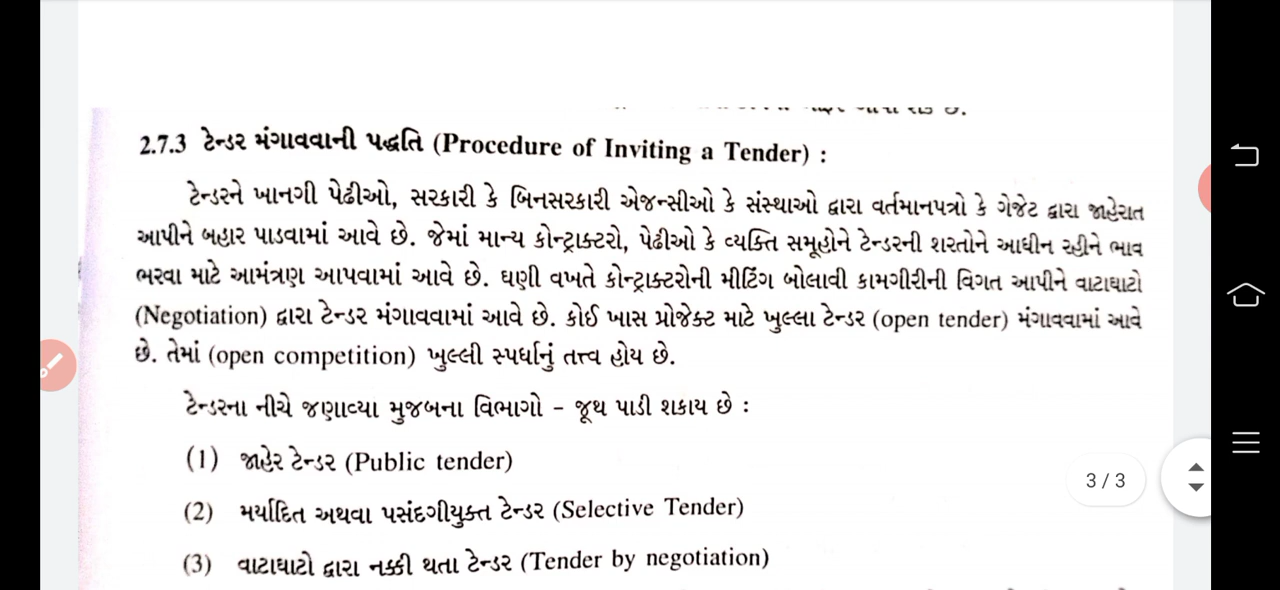 2.7.3 ટેન્ડર મંગાવવાની પદ્ધતિ (Procedure of Inviting a Tender) :
ટેન્ડરને ખાનગી પેઢીઓ, સરકારી કે બિનસરકારી એજન્સીઓ કે સંસ્થાઓ દ્વારા વર્તમાનપત્રો કે ગેજેટ દ્વારા જાહેરાત
આપીને બહાર પાડવામાં આવે છે. જેમાં માન્ય કોન્ટ્રાક્ટરો, પેઢીઓ કે વ્યક્તિ સમૂહોને ટેન્ડરની શરતોને આધીન રહીને ભાવ
ભરવા માટે આમંત્રણ આપવામાં આવે છે. ઘણી વખતે કોન્ટ્રાક્ટરોની મીટિંગ બોલાવી કામગીરીની વિગત આપીને વાટાઘાટો
(Negotiation) દ્વારા ટેન્ડર મંગાવવામાં આવે છે. કોઈ ખાસ પ્રોજેક્ટ માટે ખુલ્લા ટેન્ડર (open tender) મંગાવવામાં આવે
છે. તેમાં (open competition) ખુલ્લી સ્પર્ધાનું તત્ત્વ હોય છે.
ટેન્ડરના નીચે જણાવ્યા મુજબના વિભાગો – જૂથ પાડી શકાય છે :
(1) જાહેર ટેન્ડર (Public tender)
(2) મર્યાદિત અથવા પસંદગીયુક્ત ટેન્ડર (Selective Tender)
3 / 3
(3) વાટાઘાટો દ્વારા નક્કી થતા ટેન્ડર (Tender by negotiation)